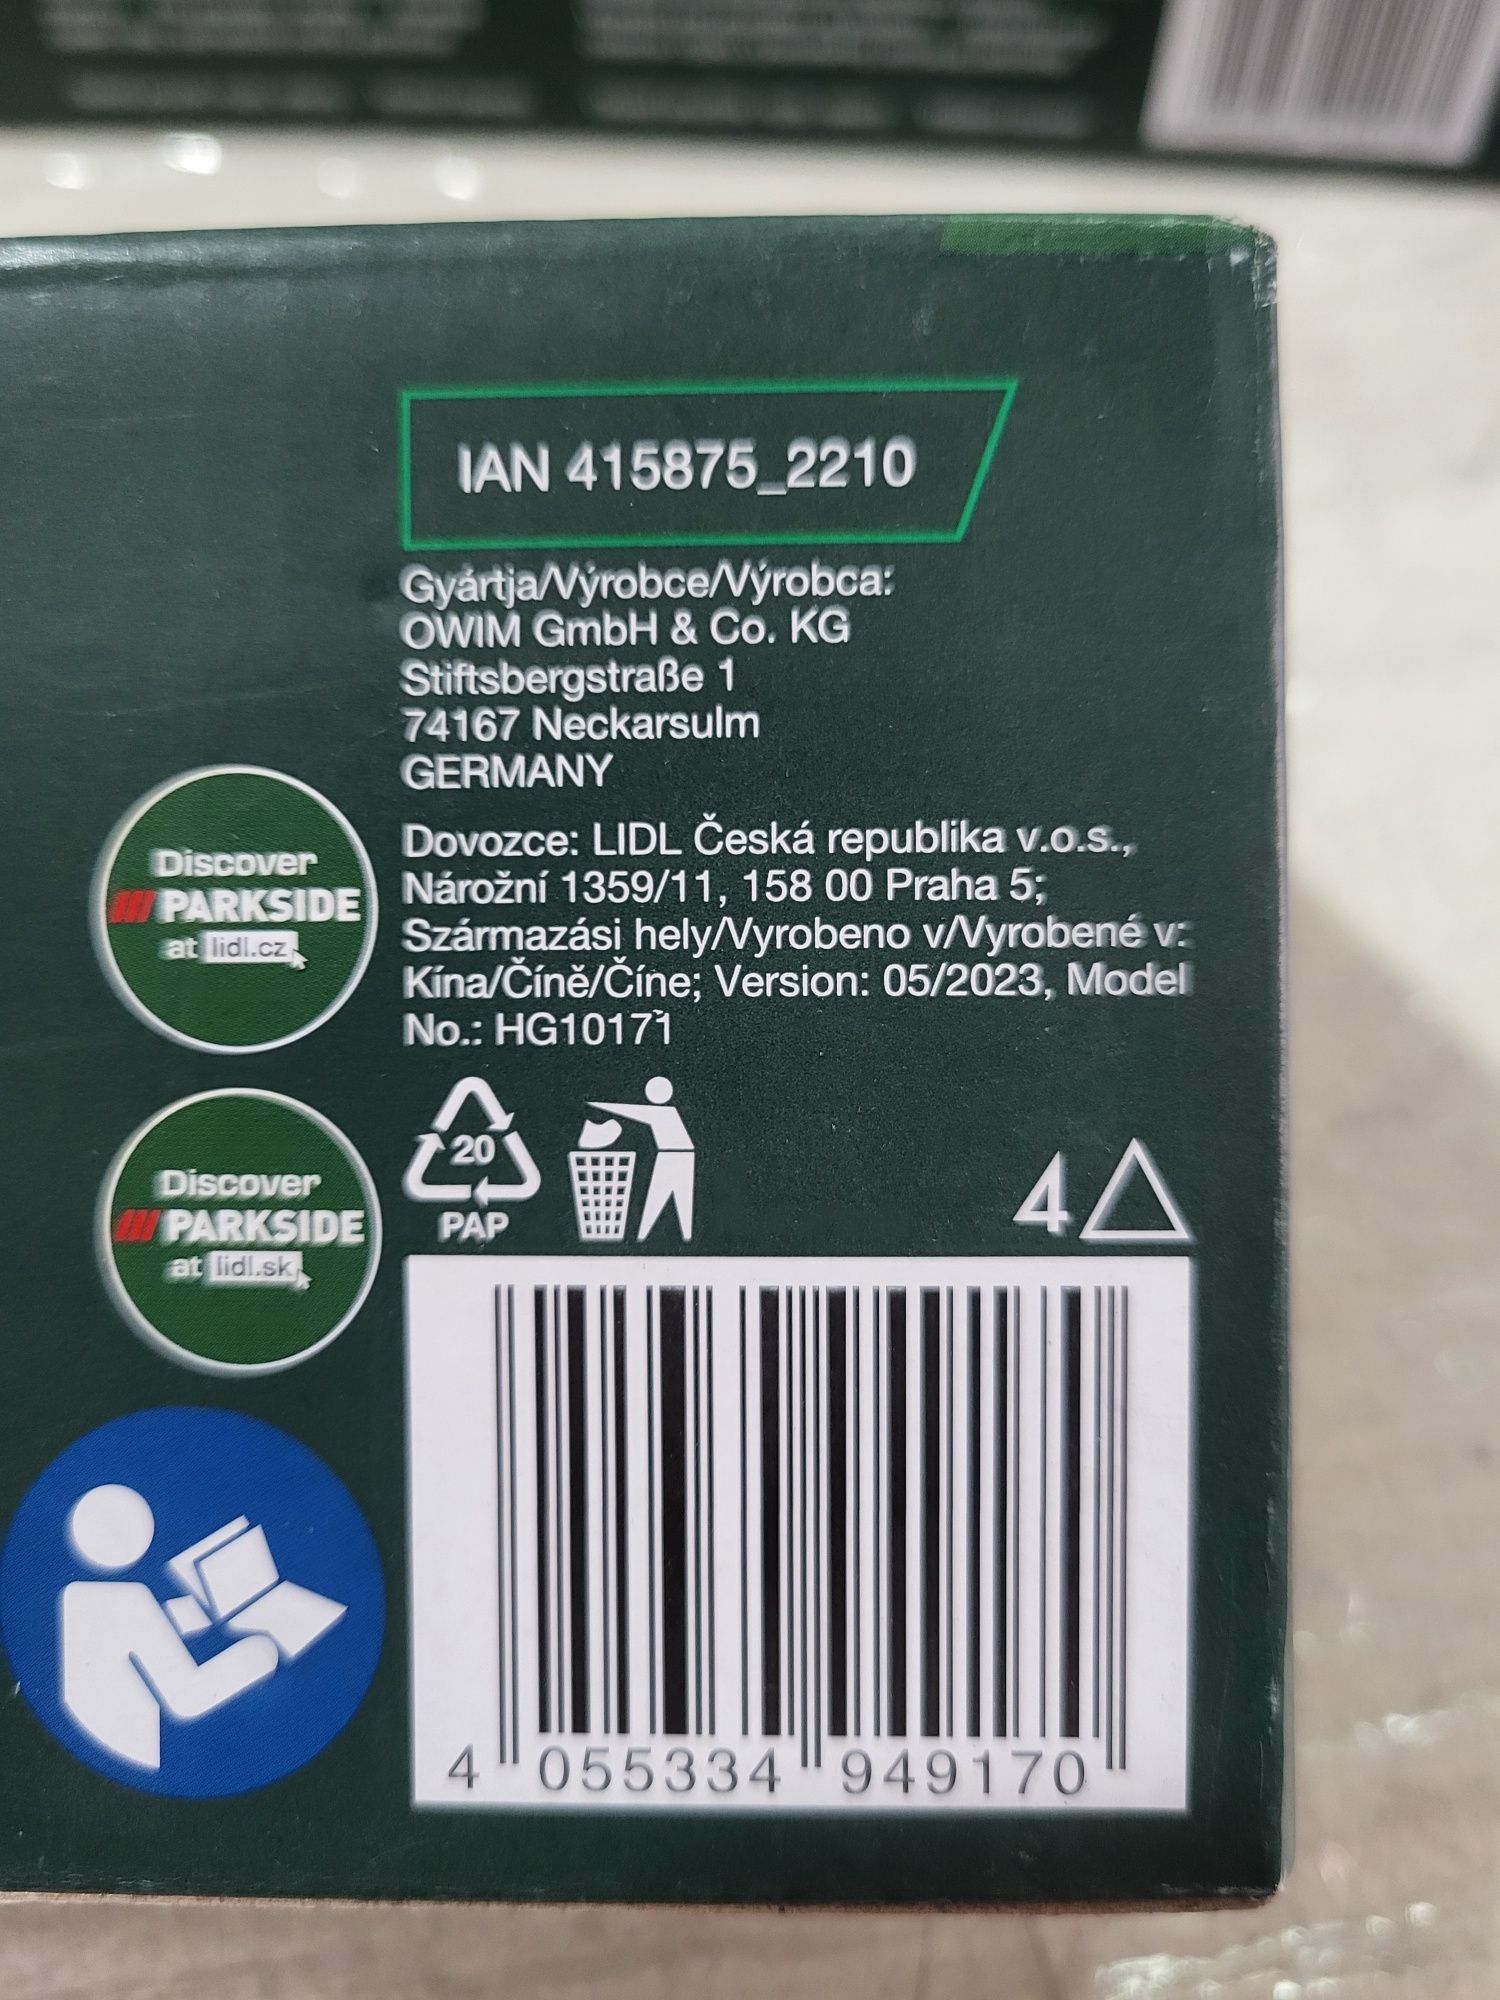 IAN 415875_2210
Gyártja/Výrobce/Výrobca:
OWIM GmbH & Co. KG
Stiftsbergstraße 1
74167 Neckarsulm
GERMANY
Dovozce: LIDL Česká republika v.o.s.,
Nárožní 1359/11, 158 00 Praha 5;
Származási hely/Vyrobeno v/Vyrobené v:
Kína/Číně/Číne; Version: 05/2023, Model
No.: HG10171
Discover
PARKSIDE
at lidl.cz
Discover
PARKSIDE
at lidl.sk
20
PAP
4
4 055334 949170